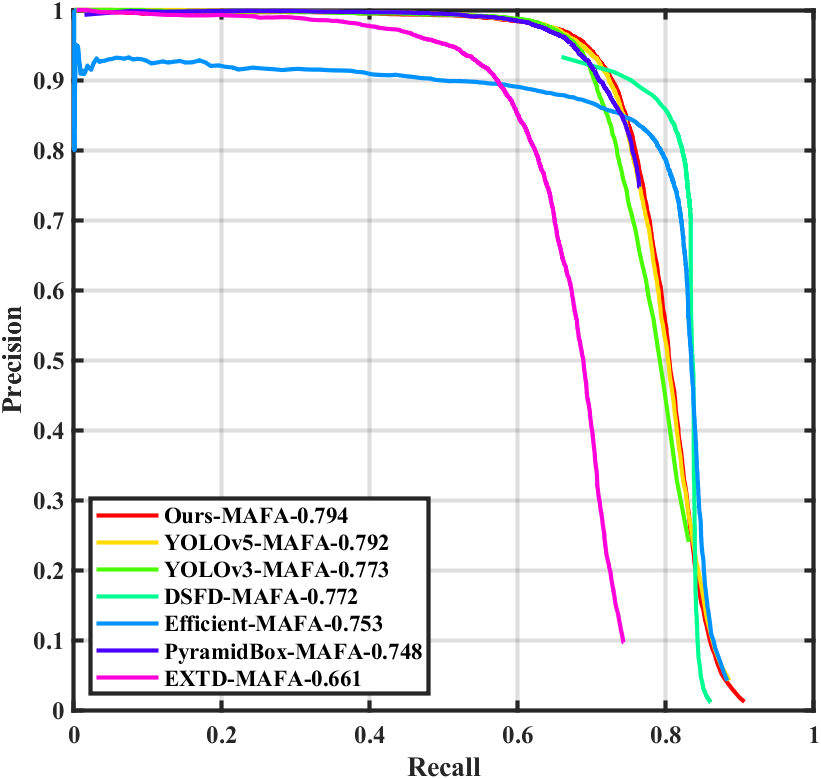 1
0.9
0.8
0.7
0.6
0.5
0.4
0.3
0.2
0.1
0
Precision
Ours-MAFA-0.794
YOLOv5-MAFA-0.792
YOLOv3-MAFA-0.773
DSFD-MAFA-0.772
Efficient-MAFA-0.753
PyramidBox-MAFA-0.748
EXTD-MAFA-0.661
0 0.2 0.4 0.6 0.8 1
Recall